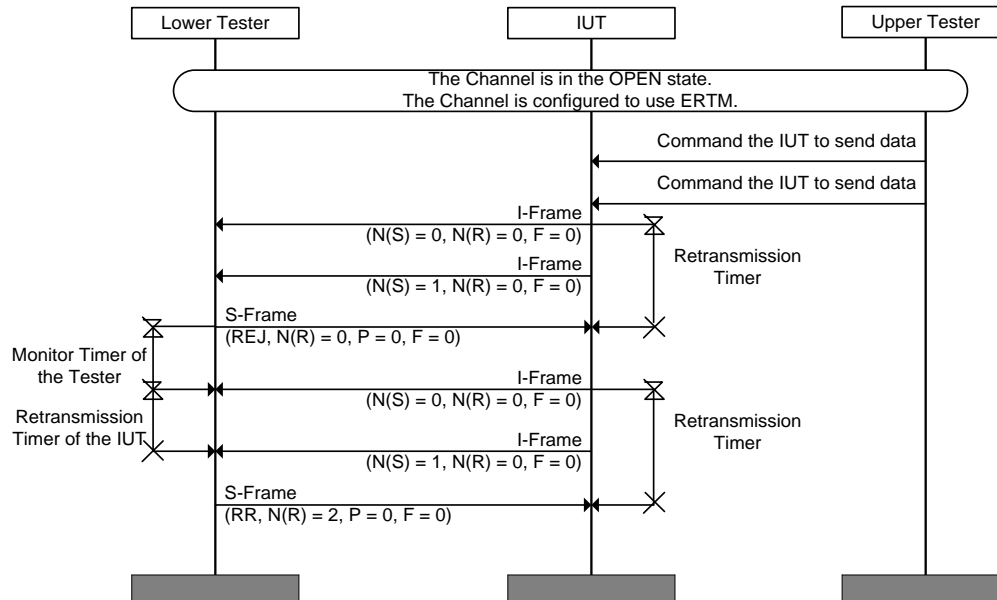 Lower Tester
IUT
Upper Tester
The Channel is in the OPEN state.
The Channel is configured to use ERTM.
Command the IUT to send data
Command the IUT to send data
I-Frame
(N(S) = 0, N(R) = 0, F = 0)
I-Frame
(N(S) = 1, N(R) = 0, F = 0)
Retransmission
Timer
S-Frame
(REJ, N(R) = 0, P = 0, F = 0)
Monitor Timer of
the Tester
I-Frame
(N(S) = 0, N(R) = 0, F = 0)
Retransmission
Timer of the IUT
Retransmission
Timer
I-Frame
(N(S) = 1, N(R) = 0, F = 0)
S-Frame
(RR, N(R) = 2, P = 0, F = 0)